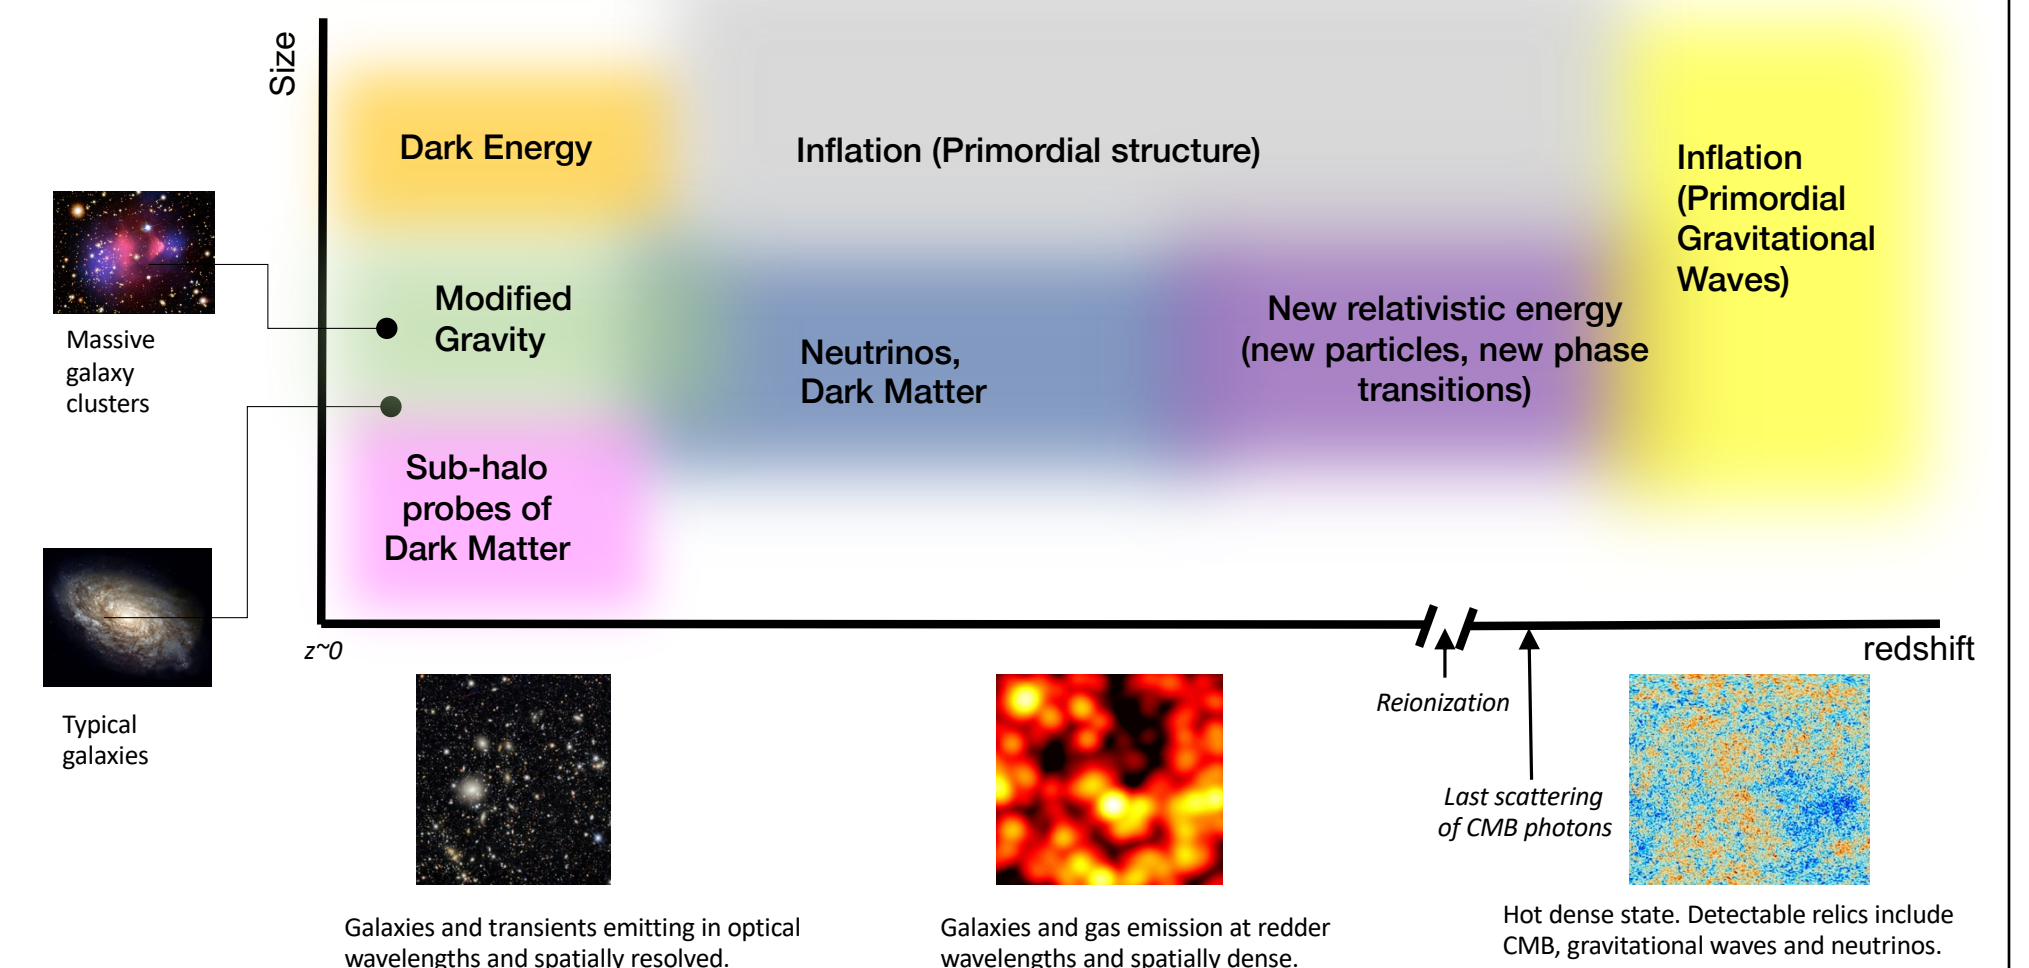 Size
Dark Energy
Inflation (Primordial structure)
Inflation
(Primordial
Gravitational
Waves)
Modified
Gravity
Neutrinos,
Dark Matter
New relativistic energy
(new particles, new phase
transitions)
Sub-halo
probes of
Dark Matter
Massive
galaxy
clusters
Typical
galaxies
z~0
redshift
Reionization
Last scattering
of CMB photons
Galaxies and transients emitting in optical
wavelengths and spatially resolved.
Galaxies and gas emission at redder
wavelengths and spatially dense.
Hot dense state. Detectable relics include
CMB, gravitational waves and neutrinos.